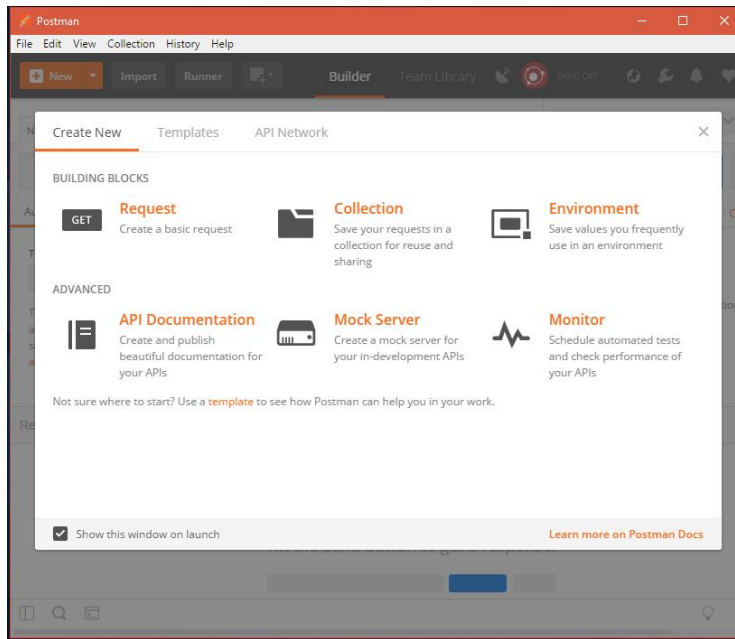 Postman
File Edit View Collection History Help
New Import Runner Builder Team Library SYNC OFF
Create New Templates API Network
BUILDING BLOCKS
GET
Request
Create a basic request
Collection
Save your requests in a
collection for reuse and
sharing
Environment
Save values you frequently
use in an environment
ADVANCED
API Documentation
Create and publish
beautiful documentation for
your APIs
Mock Server
Create a mock server for
your in-development APIs
Monitor
Schedule automated tests
and check performance of
your APIs
Not sure where to start? Use a template to see how Postman can help you in your work.
Show this window on launch
Learn more on Postman Docs